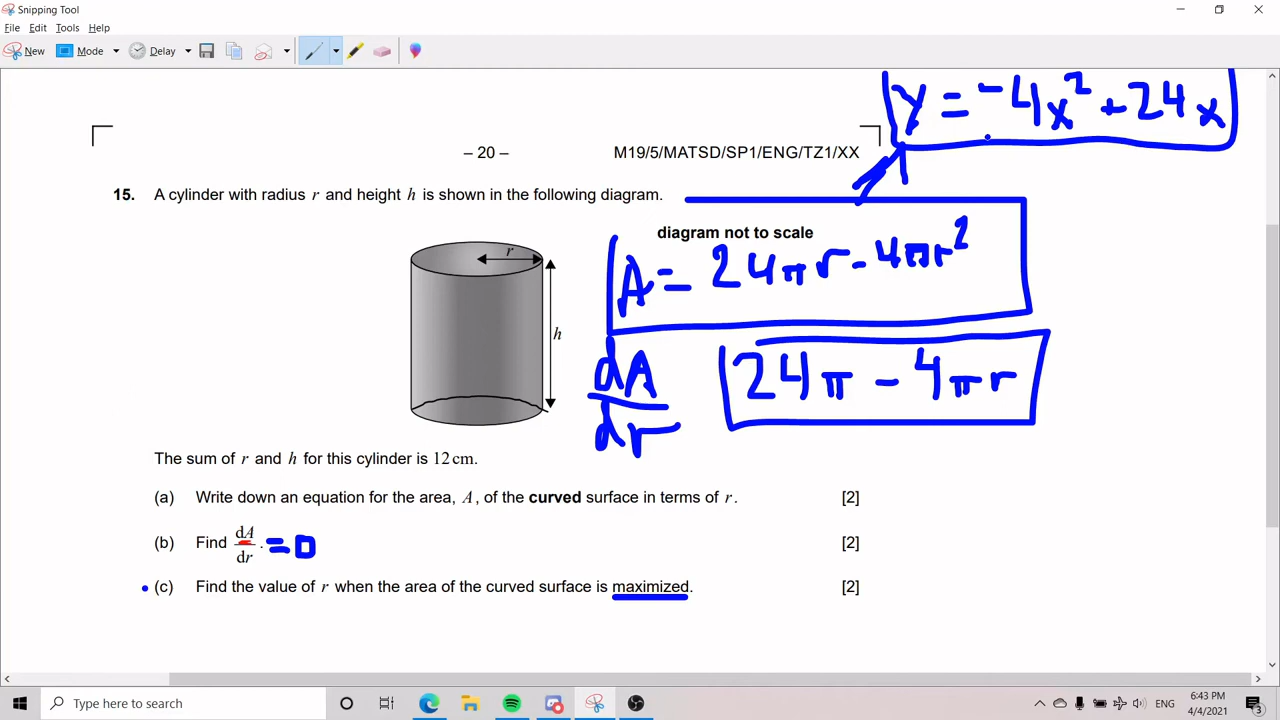 Snipping Tool
File Edit Tools Help
New Mode Delay
y = -4x² + 24x
– 20 –
M19/5/MATSD/SP1/ENG/TZ1/XX
15. A cylinder with radius r and height h is shown in the following diagram.
diagram not to scale
r
h
A = 24πr - 4πr²
dA
dr
24π - 4πr
The sum of r and h for this cylinder is 12 cm.
(a) Write down an equation for the area, A, of the curved surface in terms of r. [2]
(b) Find dA/dr. = 0 [2]
(c) Find the value of r when the area of the curved surface is maximized. [2]
Type here to search
ENG
6:43 PM
4/4/2021
3